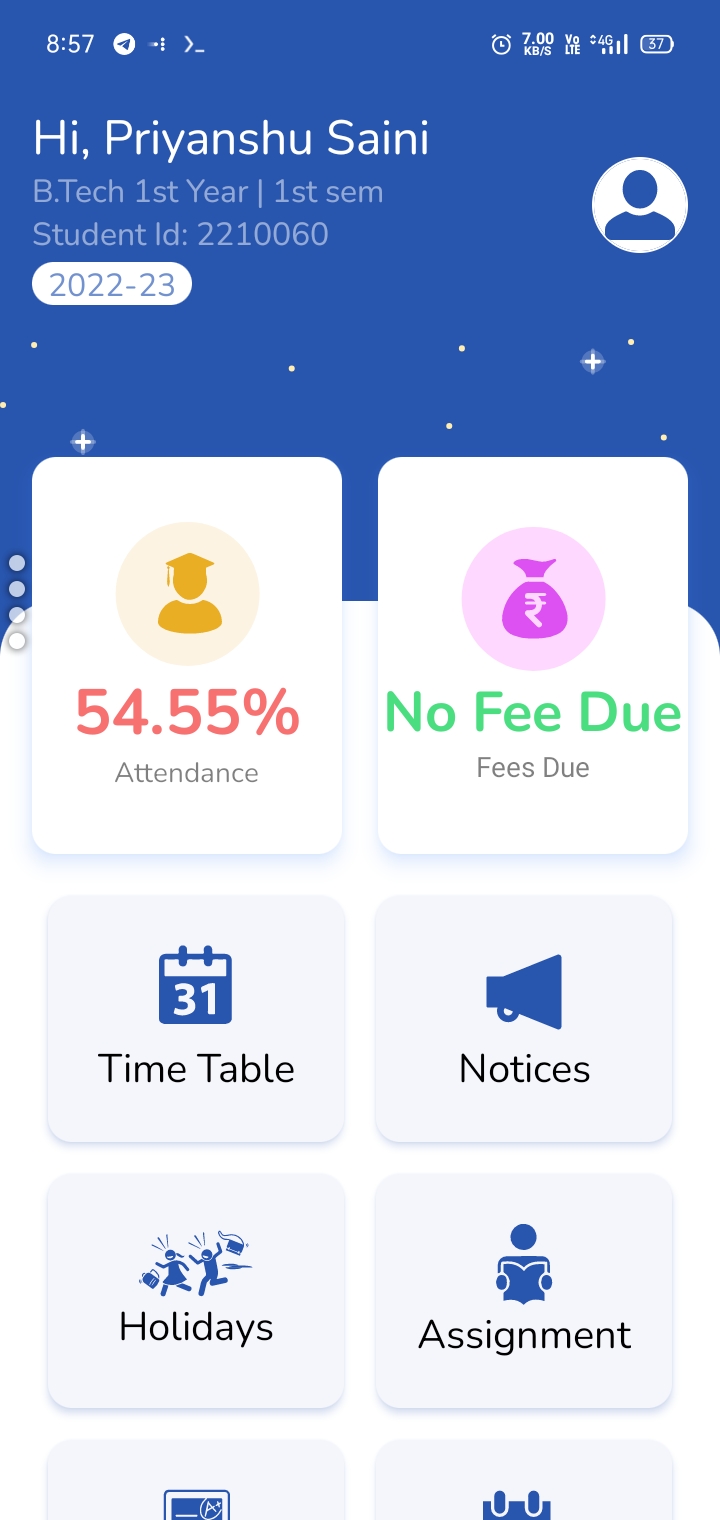 8:57
7.00
KB/S
Vo
LTE
4G
37
Hi, Priyanshu Saini
B.Tech 1st Year | 1st sem
Student Id: 2210060
2022-23
54.55%
Attendance
No Fee Due
Fees Due
31
Time Table
Notices
Holidays
Assignment
A+